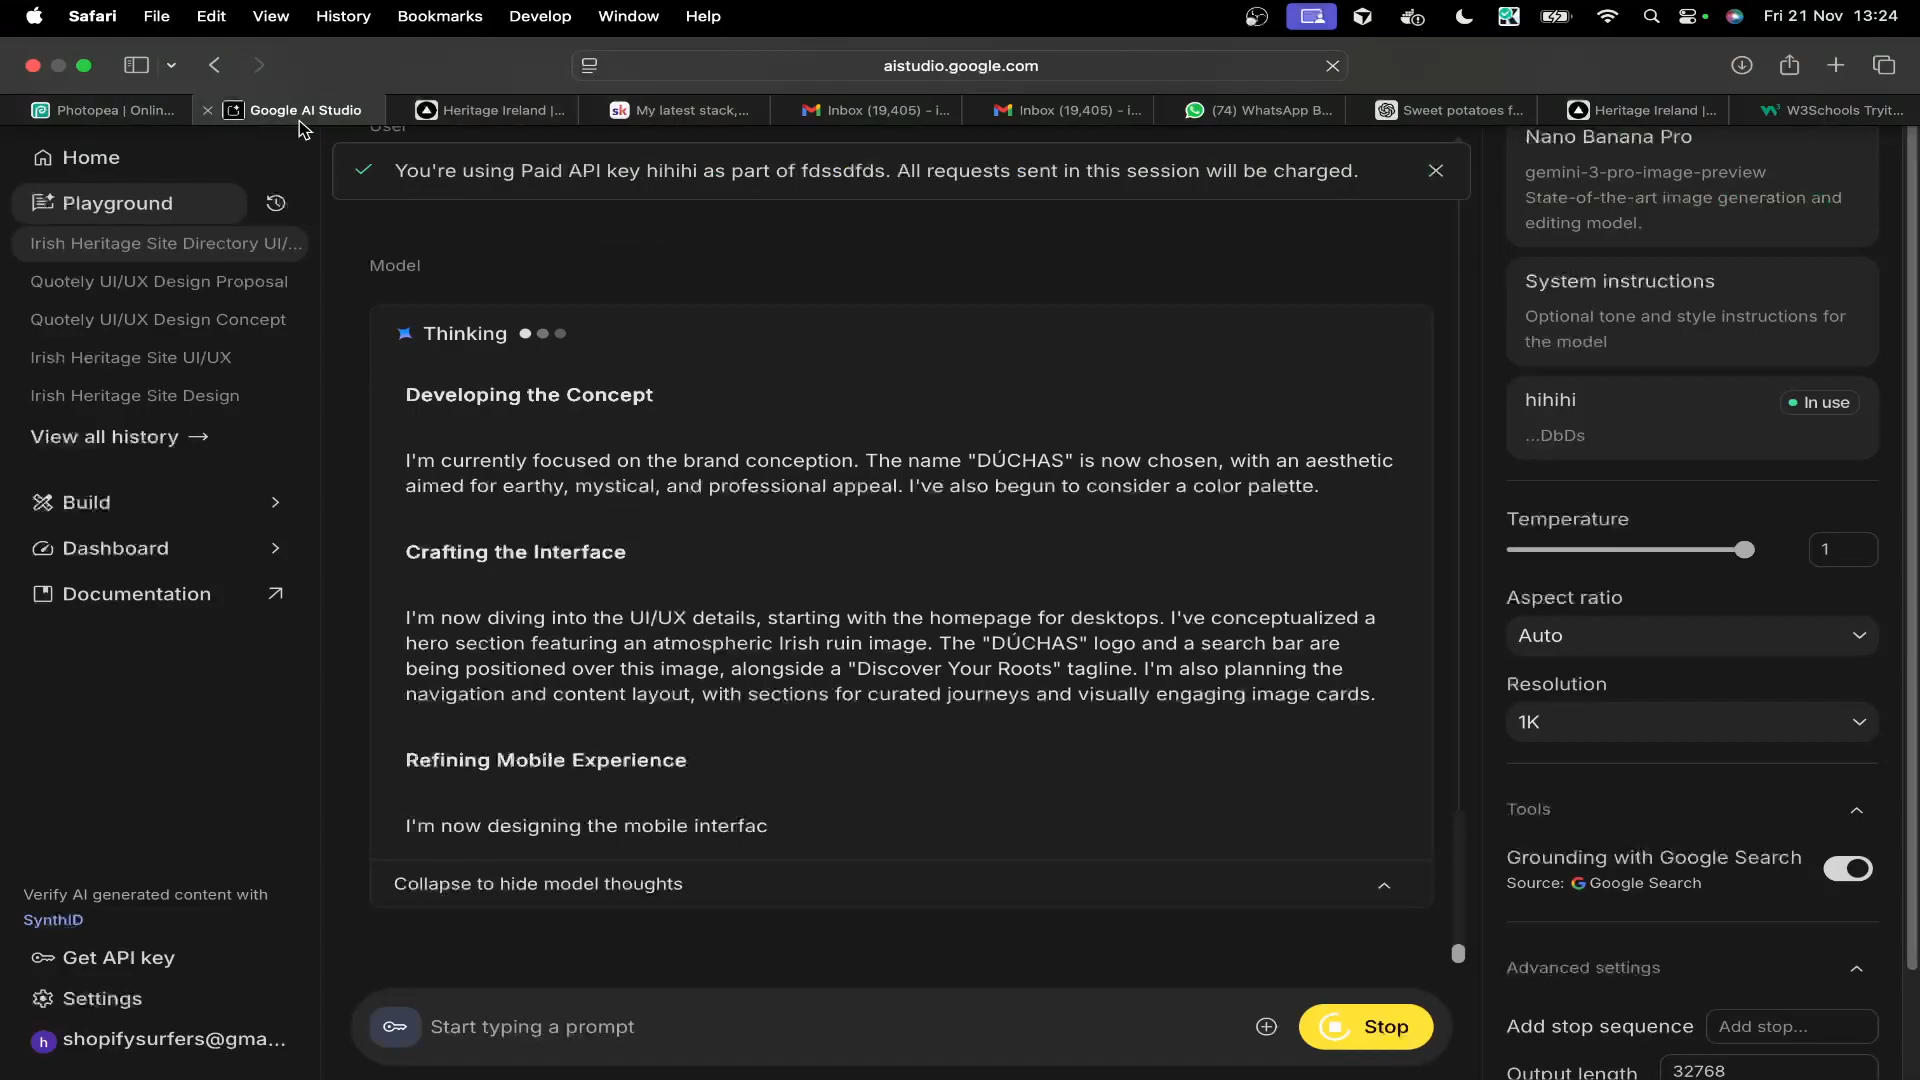 Safari File Edit View History Bookmarks Develop Window Help Fri 21 Nov 13:24
aistudio.google.com
Photopea | Onlin... Google AI Studio Heritage Ireland |... My latest stack,... Inbox (19,405) – i... Inbox (19,405) – i... (74) WhatsApp B... Sweet potatoes f... Heritage Ireland |... W3Schools Tryit...
Home
Playground
Irish Heritage Site Directory UI/...
Quotely UI/UX Design Proposal
Quotely UI/UX Design Concept
Irish Heritage Site UI/UX
Irish Heritage Site Design
View all history →
Build
Dashboard
Documentation
Verify AI generated content with
SynthID
Get API key
Settings
h shopifysurfers@gma...
User
You're using Paid API key hihihi as part of fdssdfds. All requests sent in this session will be charged.
Model
Thinking
Developing the Concept
I'm currently focused on the brand conception. The name "DÚCHAS" is now chosen, with an aesthetic
aimed for earthy, mystical, and professional appeal. I've also begun to consider a color palette.
Crafting the Interface
I'm now diving into the UI/UX details, starting with the homepage for desktops. I've conceptualized a
hero section featuring an atmospheric Irish ruin image. The "DÚCHAS" logo and a search bar are
being positioned over this image, alongside a "Discover Your Roots" tagline. I'm also planning the
navigation and content layout, with sections for curated journeys and visually engaging image cards.
Refining Mobile Experience
I'm now designing the mobile interfac
Collapse to hide model thoughts
Start typing a prompt
Stop
Nano Banana Pro
gemini-3-pro-image-preview
State-of-the-art image generation and
editing model.
System instructions
Optional tone and style instructions for
the model
hihihi In use
...DbDs
Temperature
1
Aspect ratio
Auto
Resolution
1K
Tools
Grounding with Google Search
Source: Google Search
Advanced settings
Add stop sequence Add stop...
Output length 32768